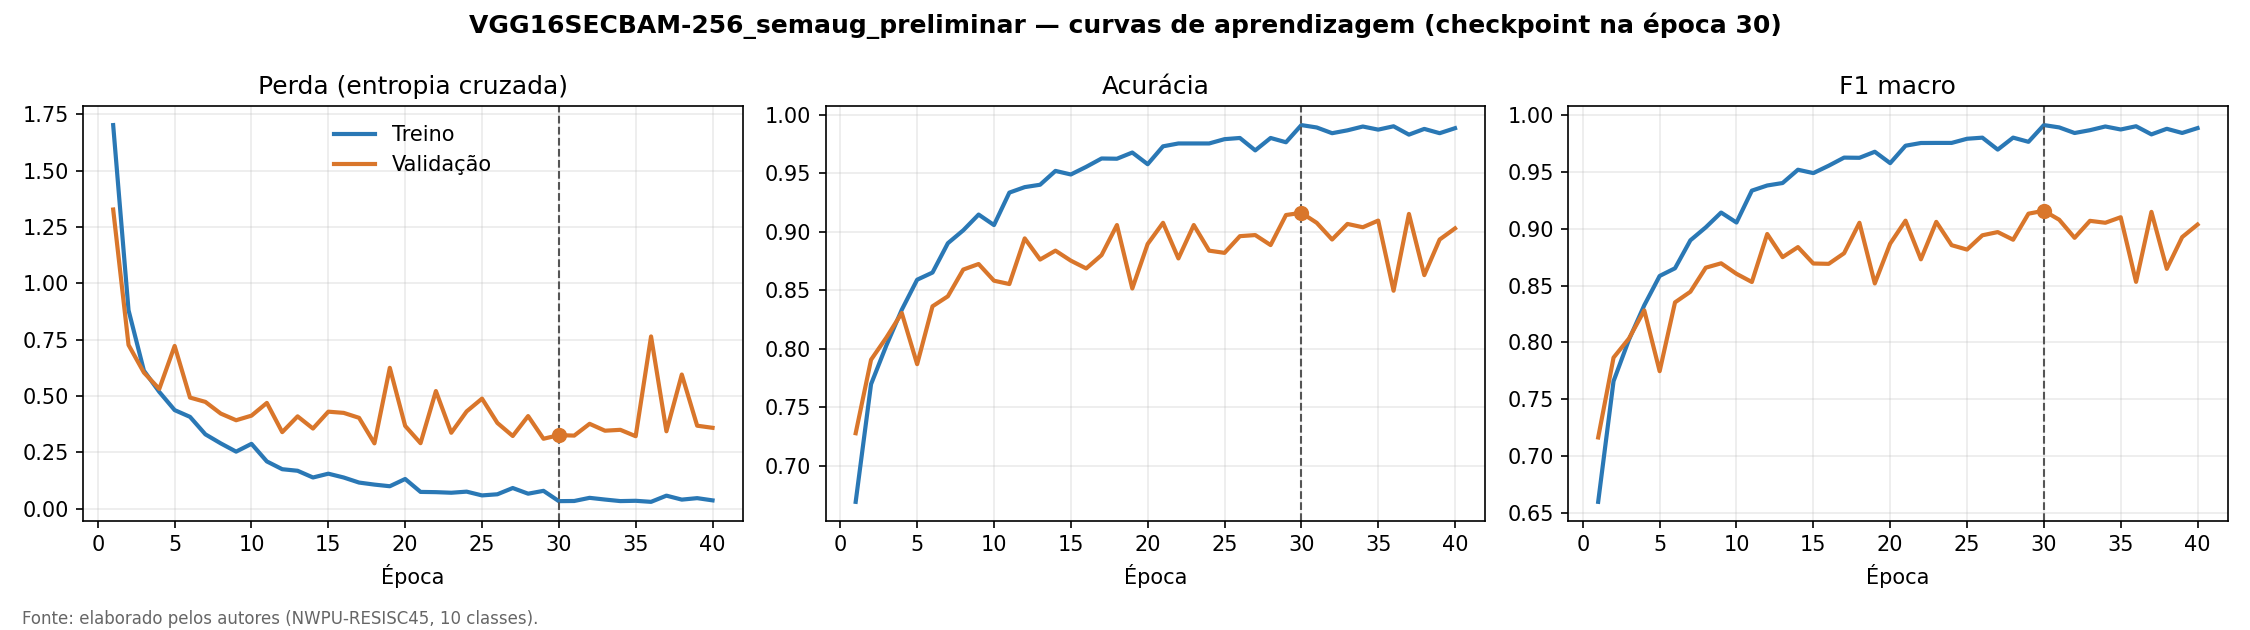 VGG16SECBAM-256_semaug_preliminar — curvas de aprendizagem (checkpoint na época 30)
Perda (entropia cruzada)
1.75
1.50
1.25
1.00
0.75
0.50
0.25
0.00
Treino
Validação
0 5 10 15 20 25 30 35 40
Época
Acurácia
1.00
0.95
0.90
0.85
0.80
0.75
0.70
0 5 10 15 20 25 30 35 40
Época
F1 macro
1.00
0.95
0.90
0.85
0.80
0.75
0.70
0.65
0 5 10 15 20 25 30 35 40
Época
Fonte: elaborado pelos autores (NWPU-RESISC45, 10 classes).